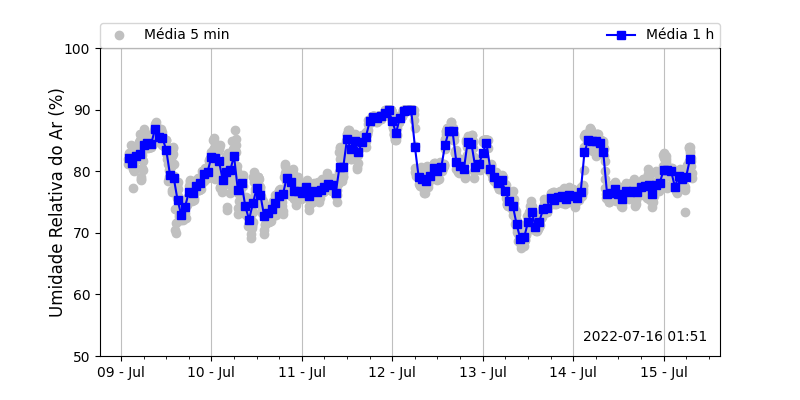 Média 5 min
Média 1 h
Umidade Relativa do Ar (%)
100
90
80
70
60
50
2022-07-16 01:51
09 - Jul
10 - Jul
11 - Jul
12 - Jul
13 - Jul
14 - Jul
15 - Jul